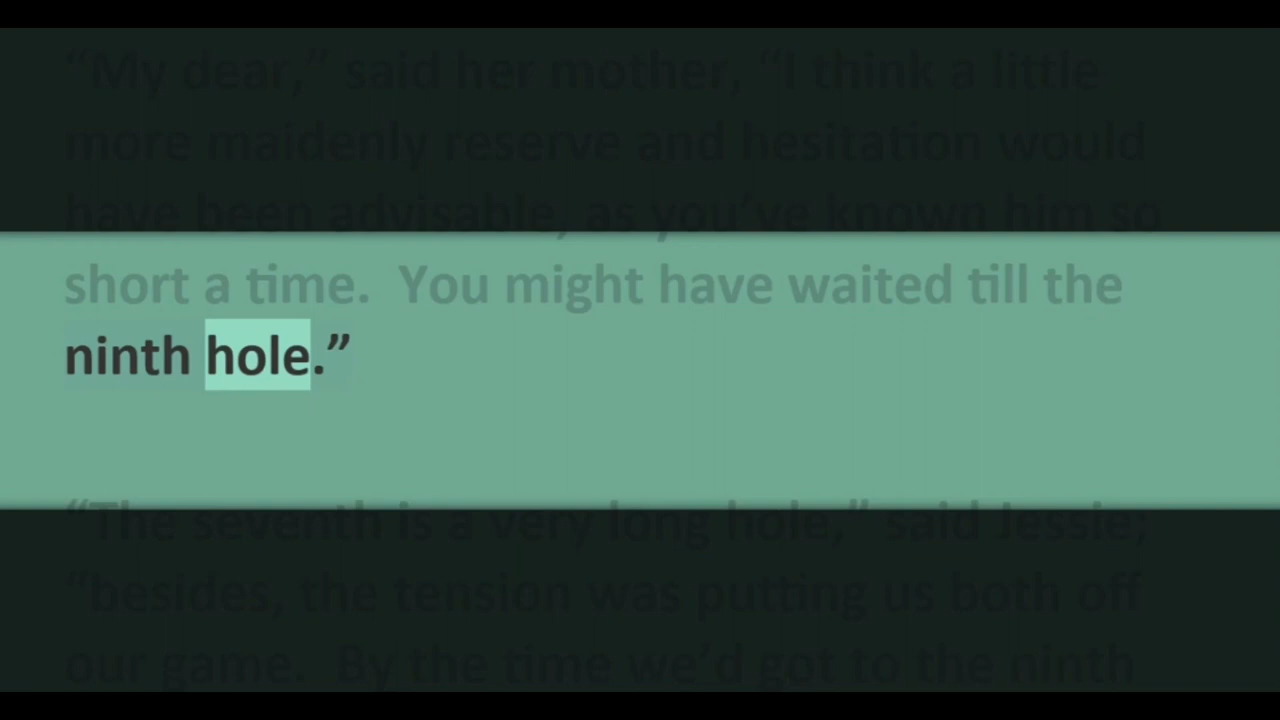 “My dear,” said her mother, “I think a little
more maidenly reserve and hesitation would
have been advisable, as you’ve known him so
short a time.  You might have waited till the
ninth hole.”
“The seventh is a very long hole,” said Jessie;
“besides, the tension was putting us both off
our game.  By the time we’d got to the ninth